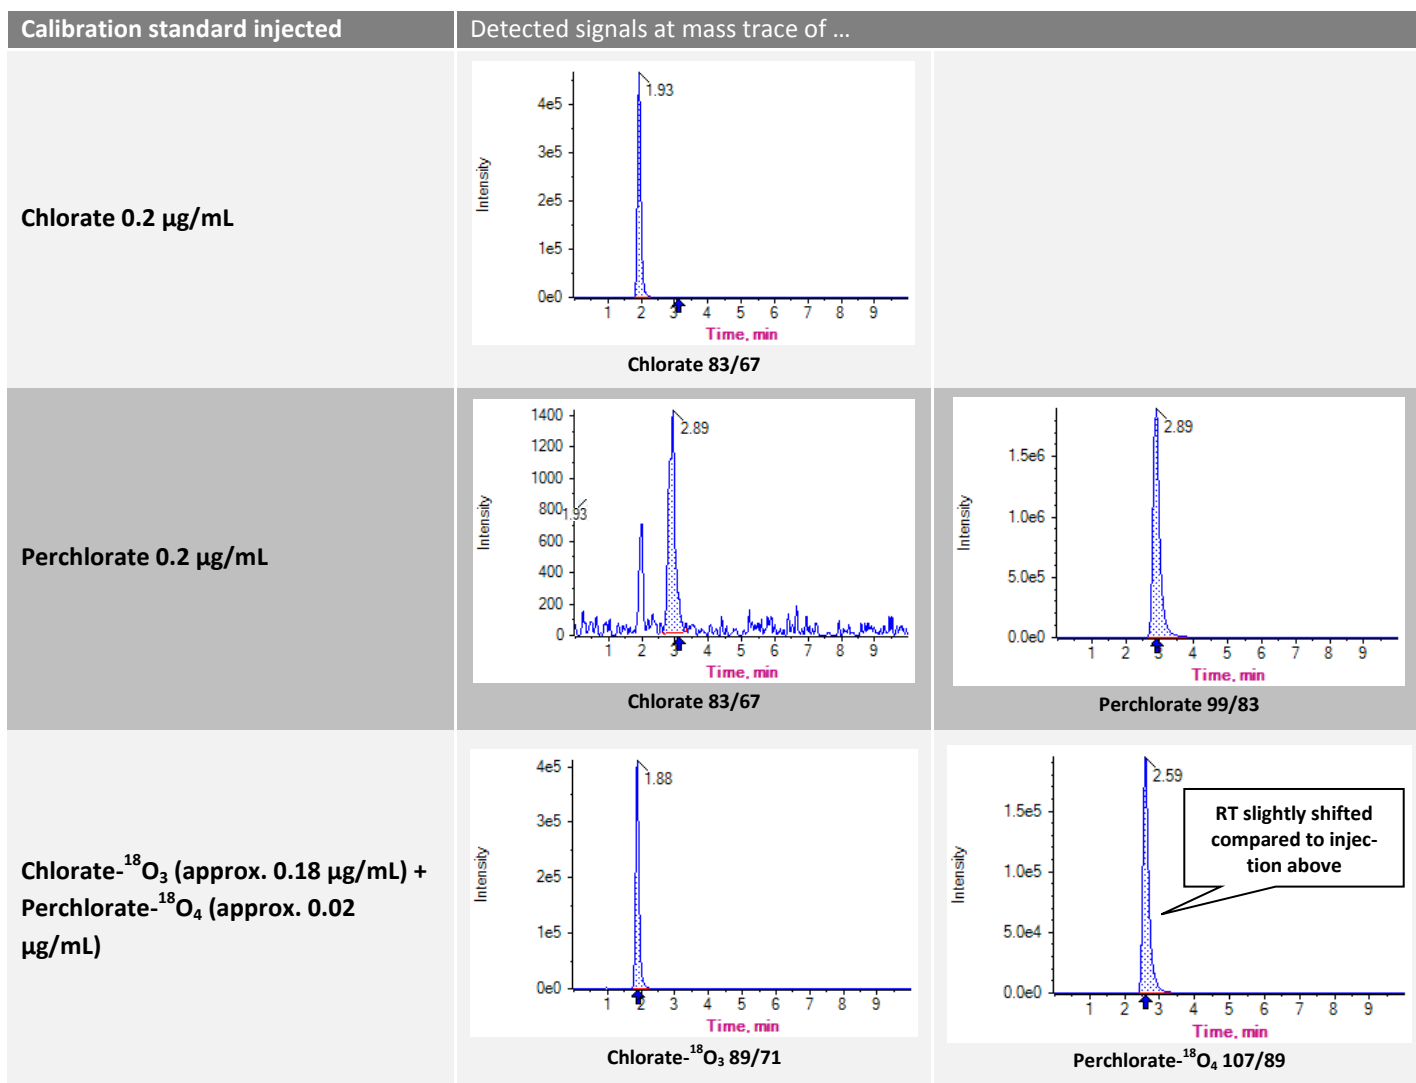 Calibration standard injected
Detected signals at mass trace of ...
Chlorate 0.2 µg/mL
1.93
4e5
3e5
2e5
1e5
0e0
Intensity
1 2 3 4 5 6 7 8 9
Time, min
Chlorate 83/67
Perchlorate 0.2 µg/mL
1400
1200
1000
800
600
400
200
0
1.93
2.89
Intensity
1 2 3 4 5 6 7 8 9
Time, min
Chlorate 83/67
2.89
1.5e6
1.0e6
5.0e5
0.0e0
Intensity
1 2 3 4 5 6 7 8 9
Time, min
Perchlorate 99/83
Chlorate-¹⁸O₃ (approx. 0.18 µg/mL) +
Perchlorate-¹⁸O₄ (approx. 0.02
µg/mL)
4e5
3e5
2e5
1e5
0e0
1.88
Intensity
1 2 3 4 5 6 7 8 9
Time, min
Chlorate-¹⁸O₃ 89/71
2.59
1.5e5
1.0e5
5.0e4
0.0e0
Intensity
RT slightly shifted
compared to injec-
tion above
1 2 3 4 5 6 7 8 9
Time, min
Perchlorate-¹⁸O₄ 107/89